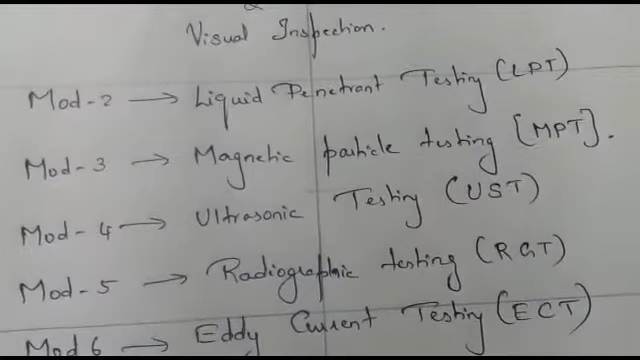 &
Visual Inspection.
Mod-2 → Liquid Penetrant Testing (LPT)
Mod-3 → Magnetic particle testing [MPT].
Mod-4 → Ultrasonic Testing (UST)
Mod-5 → Radiographic testing (RGT)
Mod 6 → Eddy Current Testing (ECT)